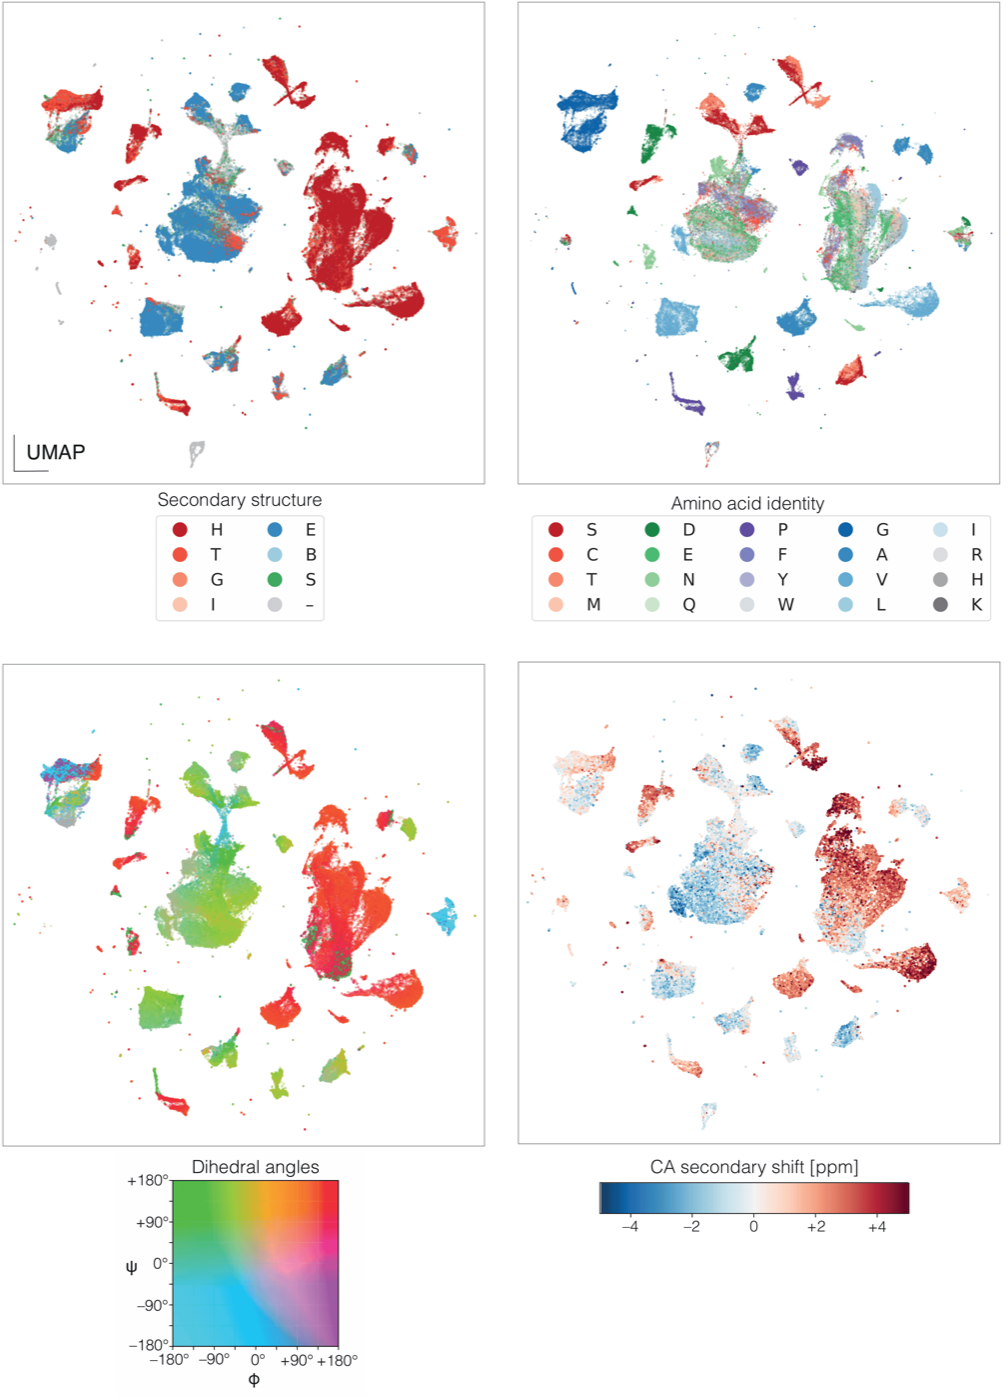 UMAP
Secondary structure
H E
T B
G S
I –
Amino acid identity
S D P G I
C E F A R
T N Y V H
M Q W L K
Dihedral angles
+180°
+90°
ψ 0°
−90°
−180°
−180° −90° 0° +90° +180°
ϕ
CA secondary shift [ppm]
−4 −2 0 +2 +4